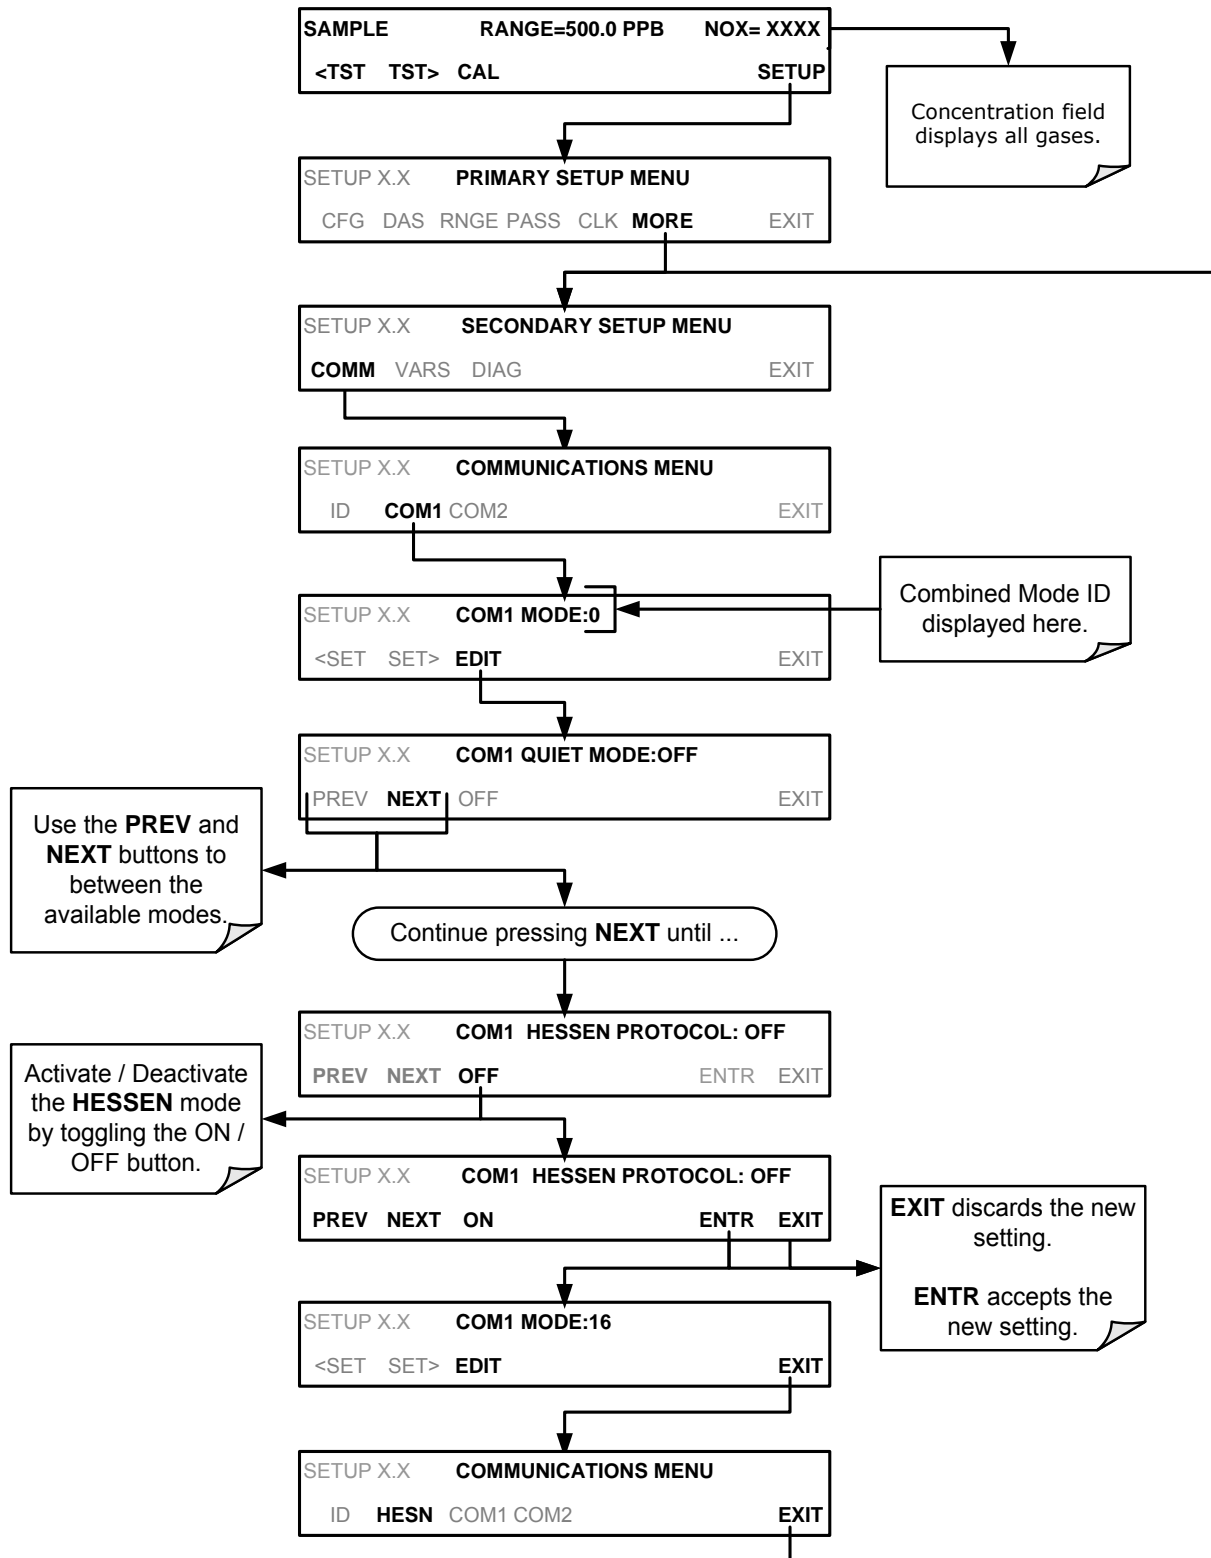 SAMPLE RANGE=500.0 PPB NOX= XXXX
<TST TST> CAL SETUP
Concentration field
displays all gases.
SETUP X.X PRIMARY SETUP MENU
CFG DAS RNGE PASS CLK MORE EXIT
SETUP X.X SECONDARY SETUP MENU
COMM VARS DIAG EXIT
SETUP X.X COMMUNICATIONS MENU
ID COM1 COM2 EXIT
SETUP X.X COM1 MODE:0
<SET SET> EDIT EXIT
Combined Mode ID
displayed here.
SETUP X.X COM1 QUIET MODE:OFF
PREV NEXT OFF EXIT
Use the PREV and
NEXT buttons to
between the
available modes.
Continue pressing NEXT until ...
SETUP X.X COM1 HESSEN PROTOCOL: OFF
PREV NEXT OFF ENTR EXIT
Activate / Deactivate
the HESSEN mode
by toggling the ON /
OFF button.
SETUP X.X COM1 HESSEN PROTOCOL: OFF
PREV NEXT ON ENTR EXIT
EXIT discards the new
setting.
ENTR accepts the
new setting.
SETUP X.X COM1 MODE:16
<SET SET> EDIT EXIT
SETUP X.X COMMUNICATIONS MENU
ID HESN COM1 COM2 EXIT